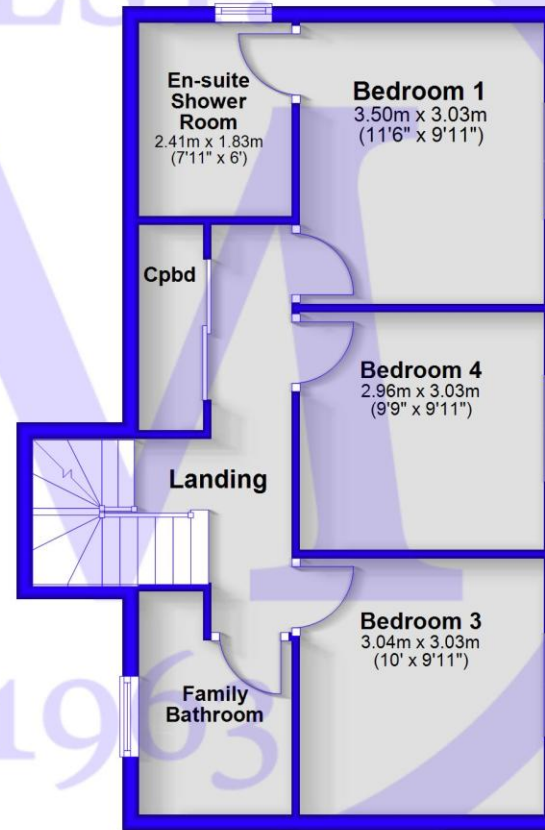 En-suite
Shower
Room
2.41m x 1.83m
(7'11" x 6')
Bedroom 1
3.50m x 3.03m
(11'6" x 9'11")
Cpbd
Bedroom 4
2.96m x 3.03m
(9'9" x 9'11")
Landing
Bedroom 3
3.04m x 3.03m
(10' x 9'11")
Family
Bathroom
1963